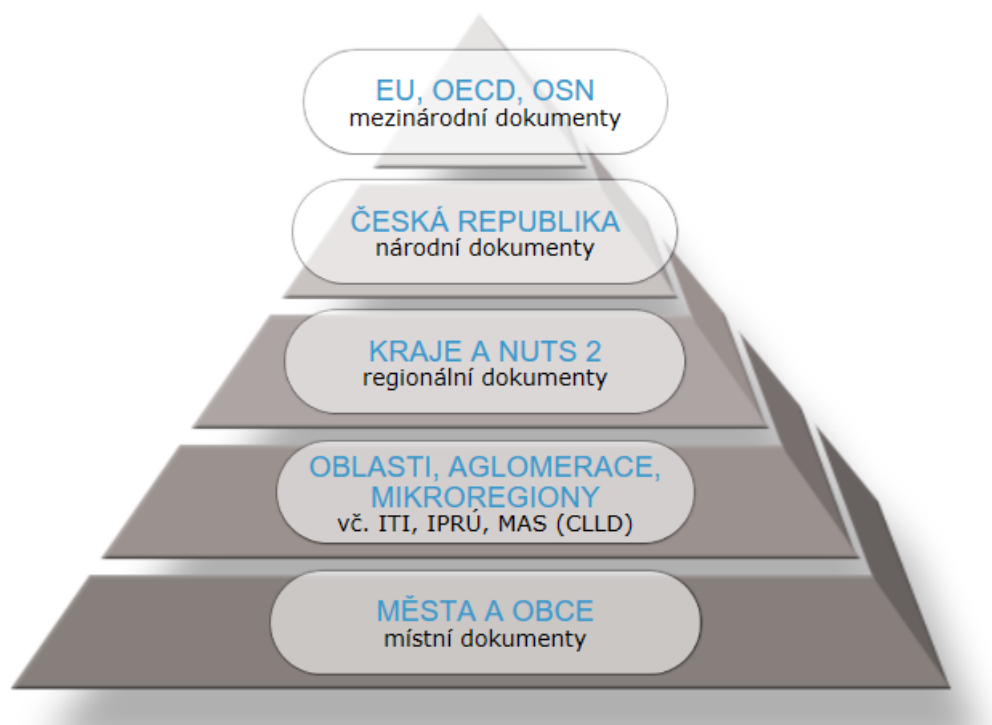 EU, OECD, OSN
mezinárodní dokumenty
ČESKÁ REPUBLIKA
národní dokumenty
KRAJE A NUTS 2
regionální dokumenty
OBLASTI, AGLOMERACE,
MIKROREGIONY
vč. ITI, IPRÚ, MAS (CLLD)
MĚSTA A OBCE
místní dokumenty